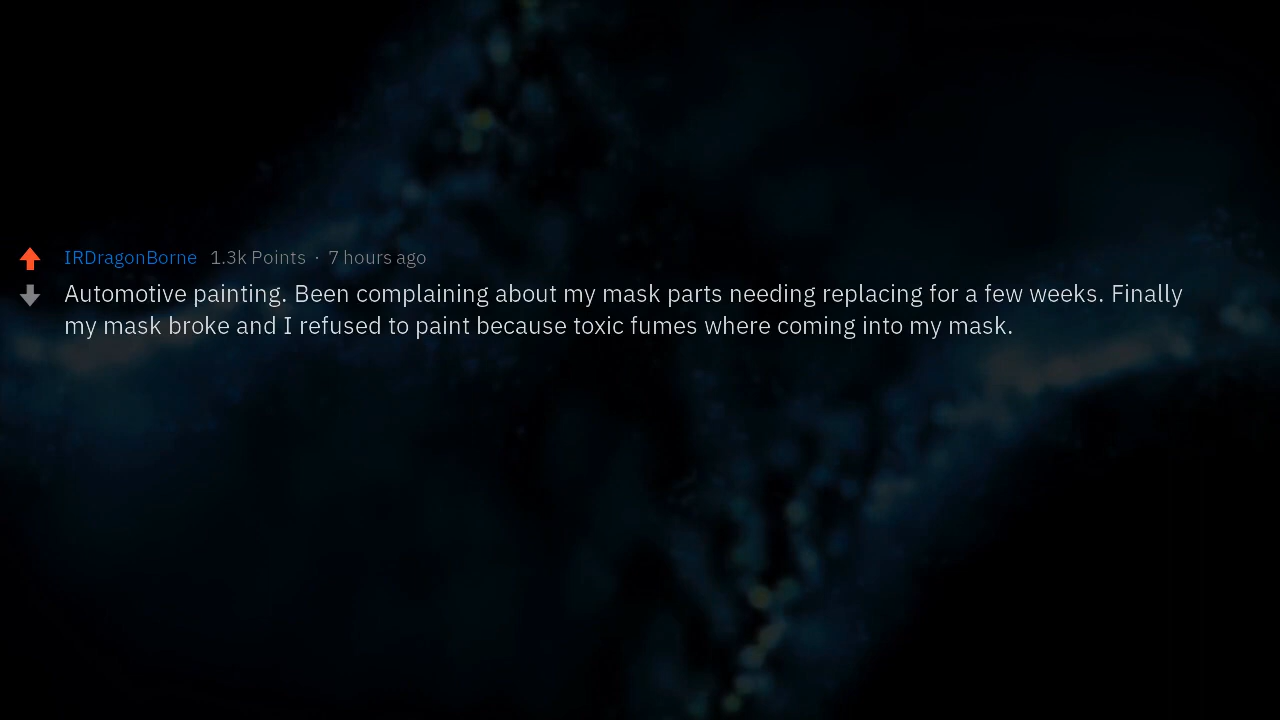 IRDragonBorne 1.3k Points · 7 hours ago
Automotive painting. Been complaining about my mask parts needing replacing for a few weeks. Finally
my mask broke and I refused to paint because toxic fumes where coming into my mask.